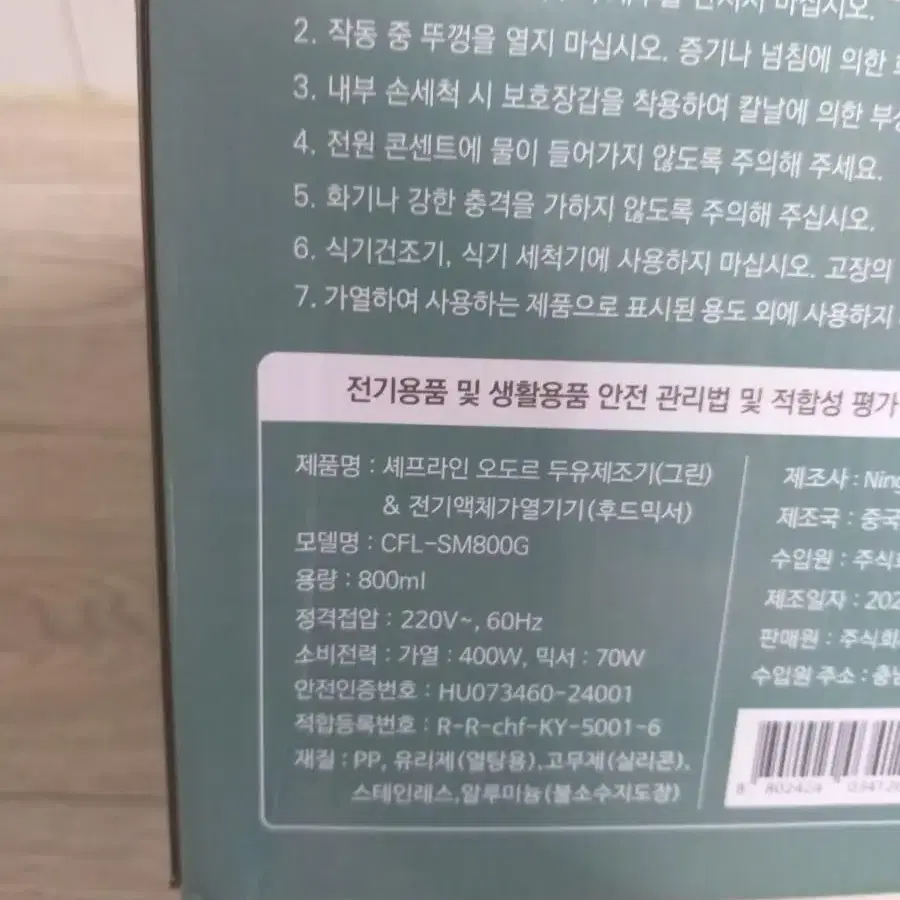 마십시오.
2. 작동 중 뚜껑을 열지 마십시오. 증기나 넘침에 의한
3. 내부 손세척 시 보호장갑을 착용하여 칼날에 의한 부상
4. 전원 콘센트에 물이 들어가지 않도록 주의해 주세요.
5. 화기나 강한 충격을 가하지 않도록 주의해 주십시오.
6. 식기건조기, 식기 세척기에 사용하지 마십시오. 고장의
7. 가열하여 사용하는 제품으로 표시된 용도 외에 사용하지
전기용품 및 생활용품 안전 관리법 및 적합성 평가
제품명 : 셰프라인 오도르 두유제조기(그린)
& 전기액체가열기기(후드믹서)
모델명 : CFL-SM800G
용량 : 800ml
정격접압 : 220V~, 60Hz
소비전력 : 가열 : 400W, 믹서 : 70W
안전인증번호 : HU073460-24001
적합등록번호 : R-R-chf-KY-5001-6
재질 : PP, 유리제(열탕용),고무제(실리콘),
스테인레스,알루미늄(불소수지도장)
제조사 : Ning
제조국 : 중국
수입원 : 주식회
제조일자 : 202
판매원 : 주식회
수입원 주소 : 충남
8 802424 03472